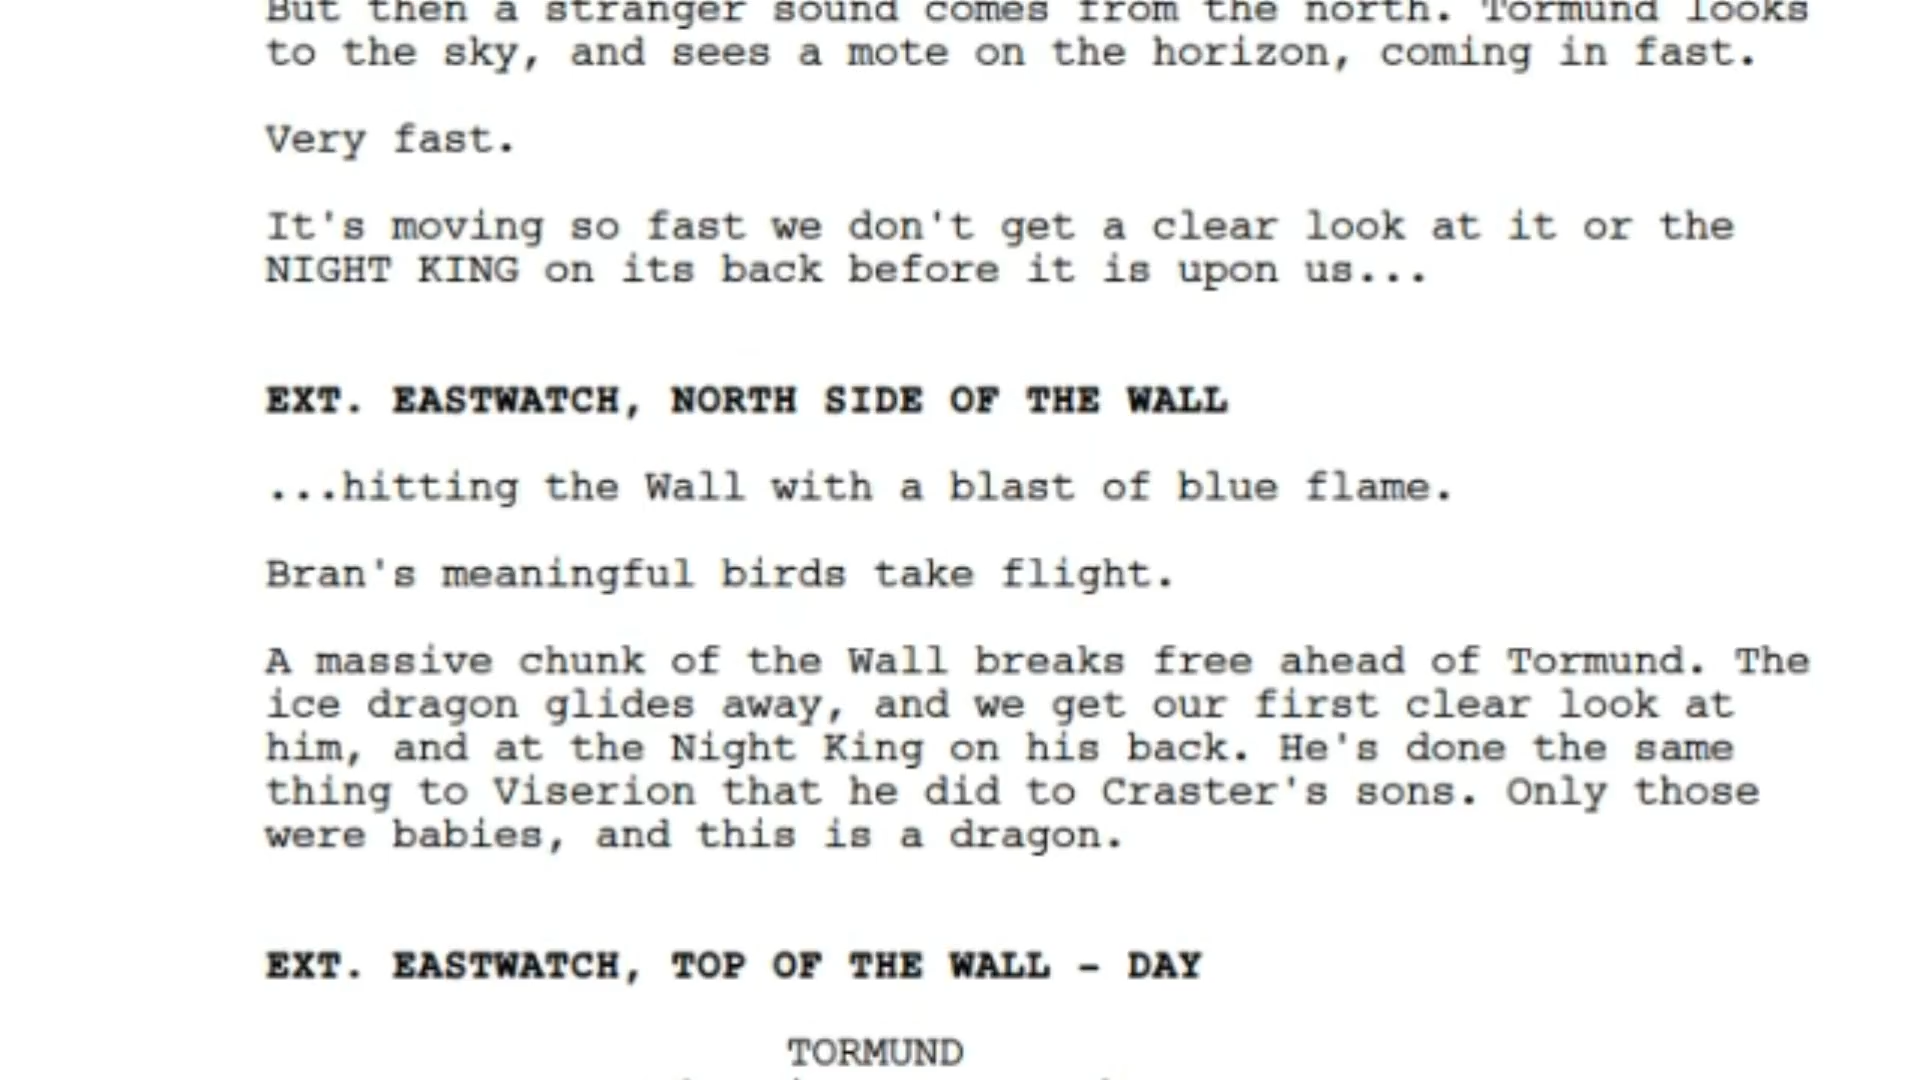 But then a stranger sound comes from the north. Tormund looks
to the sky, and sees a mote on the horizon, coming in fast.
Very fast.
It's moving so fast we don't get a clear look at it or the
NIGHT KING on its back before it is upon us...
EXT. EASTWATCH, NORTH SIDE OF THE WALL
...hitting the Wall with a blast of blue flame.
Bran's meaningful birds take flight.
A massive chunk of the Wall breaks free ahead of Tormund. The
ice dragon glides away, and we get our first clear look at
him, and at the Night King on his back. He's done the same
thing to Viserion that he did to Craster's sons. Only those
were babies, and this is a dragon.
EXT. EASTWATCH, TOP OF THE WALL - DAY
TORMUND